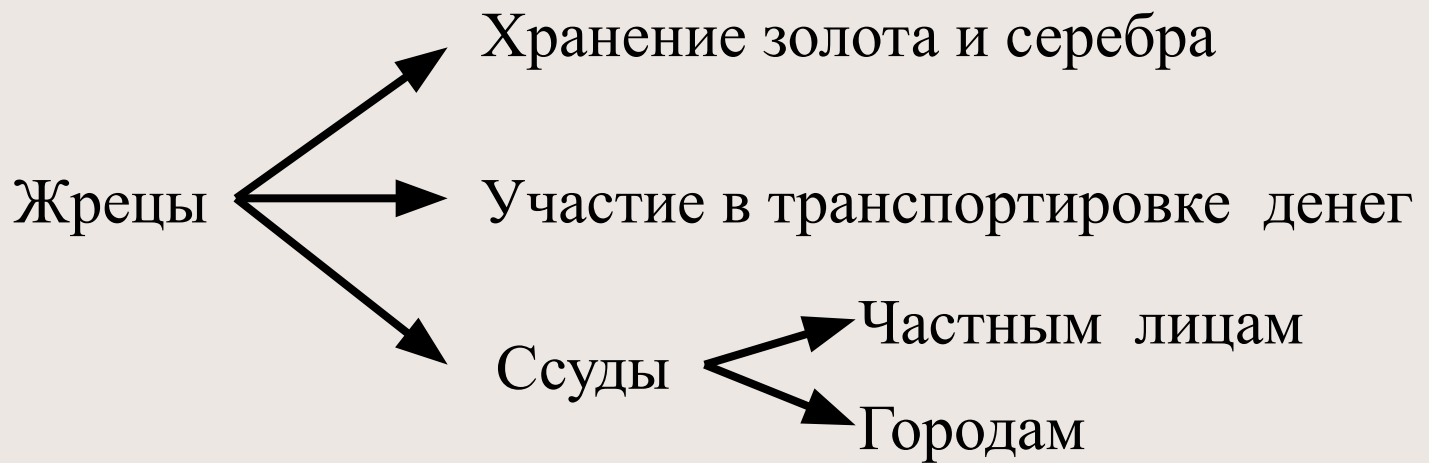 Хранение золота и серебра
Жрецы
Участие в транспортировке денег
Ссуды
Частным лицам
Городам